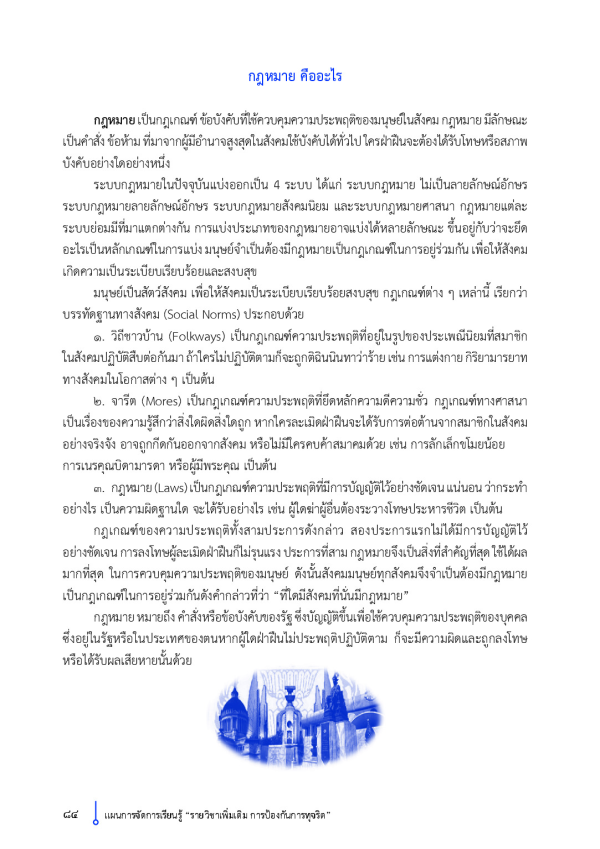 กฎหมาย คืออะไร
กฎหมาย เป็นกฎเกณฑ์ ข้อบังคับที่ใช้ควบคุมความประพฤติของมนุษย์ในสังคม กฎหมาย มีลักษณะ
เป็นคำสั่ง ข้อห้าม ที่มาจากผู้มีอำนาจสูงสุดในสังคมใช้บังคับได้ทั่วไป ใครฝ่าฝืนจะต้องได้รับโทษหรือสภาพ
บังคับอย่างใดอย่างหนึ่ง
ระบบกฎหมายในปัจจุบันแบ่งออกเป็น 4 ระบบ ได้แก่ ระบบกฎหมาย ไม่เป็นลายลักษณ์อักษร
ระบบกฎหมายลายลักษณ์อักษร ระบบกฎหมายสังคมนิยม และระบบกฎหมายศาสนา กฎหมายแต่ละ
ระบบย่อมมีที่มาแตกต่างกัน การแบ่งประเภทของกฎหมายอาจแบ่งได้หลายลักษณะ ขึ้นอยู่กับว่าจะยึด
อะไรเป็นหลักเกณฑ์ในการแบ่ง มนุษย์จำเป็นต้องมีกฎหมายเป็นกฎเกณฑ์ในการอยู่ร่วมกัน เพื่อให้สังคม
เกิดความเป็นระเบียบเรียบร้อยและสงบสุข
มนุษย์เป็นสัตว์สังคม เพื่อให้สังคมเป็นระเบียบเรียบร้อยสงบสุข กฎเกณฑ์ต่าง ๆ เหล่านี้ เรียกว่า
บรรทัดฐานทางสังคม (Social Norms) ประกอบด้วย
๑. วิถีชาวบ้าน (Folkways) เป็นกฎเกณฑ์ความประพฤติที่อยู่ในรูปของประเพณีนิยมที่สมาชิก
ในสังคมปฏิบัติสืบต่อกันมา ถ้าใครไม่ปฏิบัติตามก็จะถูกติฉินนินทาว่าร้าย เช่น การแต่งกาย กิริยามารยาท
ทางสังคมในโอกาสต่าง ๆ เป็นต้น
๒. จารีต (Mores) เป็นกฎเกณฑ์ความประพฤติที่ยึดหลักความดีความชั่ว กฎเกณฑ์ทางศาสนา
เป็นเรื่องของความรู้สึกว่าสิ่งใดผิดสิ่งใดถูก หากใครละเมิดฝ่าฝืนจะได้รับการต่อต้านจากสมาชิกในสังคม
อย่างจริงจัง อาจถูกกีดกันออกจากสังคม หรือไม่มีใครคบค้าสมาคมด้วย เช่น การลักเล็กขโมยน้อย
การเนรคุณบิดามารดา หรือผู้มีพระคุณ เป็นต้น
๓. กฎหมาย (Laws) เป็นกฎเกณฑ์ความประพฤติที่มีการบัญญัติไว้อย่างชัดเจน แน่นอน ว่ากระทำ
อย่างไร เป็นความผิดฐานใด จะได้รับอย่างไร เช่น ผู้ใดฆ่าผู้อื่นต้องระวางโทษประหารชีวิต เป็นต้น
กฎเกณฑ์ของความประพฤติทั้งสามประการดังกล่าว สองประการแรกไม่ได้มีการบัญญัติไว้
อย่างชัดเจน การลงโทษผู้ละเมิดฝ่าฝืนก็ไม่รุนแรง ประการที่สาม กฎหมายจึงเป็นสิ่งที่สำคัญที่สุด ใช้ได้ผล
มากที่สุด ในการควบคุมความประพฤติของมนุษย์ ดังนั้นสังคมมนุษย์ทุกสังคมจึงจำเป็นต้องมีกฎหมาย
เป็นกฎเกณฑ์ในการอยู่ร่วมกันดังคำกล่าวที่ว่า “ที่ใดมีสังคมที่นั่นมีกฎหมาย”
กฎหมาย หมายถึง คำสั่งหรือข้อบังคับของรัฐ ซึ่งบัญญัติขึ้นเพื่อใช้ควบคุมความประพฤติของบุคคล
ซึ่งอยู่ในรัฐหรือในประเทศของตนหากผู้ใดฝ่าฝืนไม่ประพฤติปฏิบัติตาม ก็จะมีความผิดและถูกลงโทษ
หรือได้รับผลเสียหายนั้นด้วย
๘๔ แผนการจัดการเรียนรู้ “รายวิชาเพิ่มเติม การป้องกันการทุจริต”